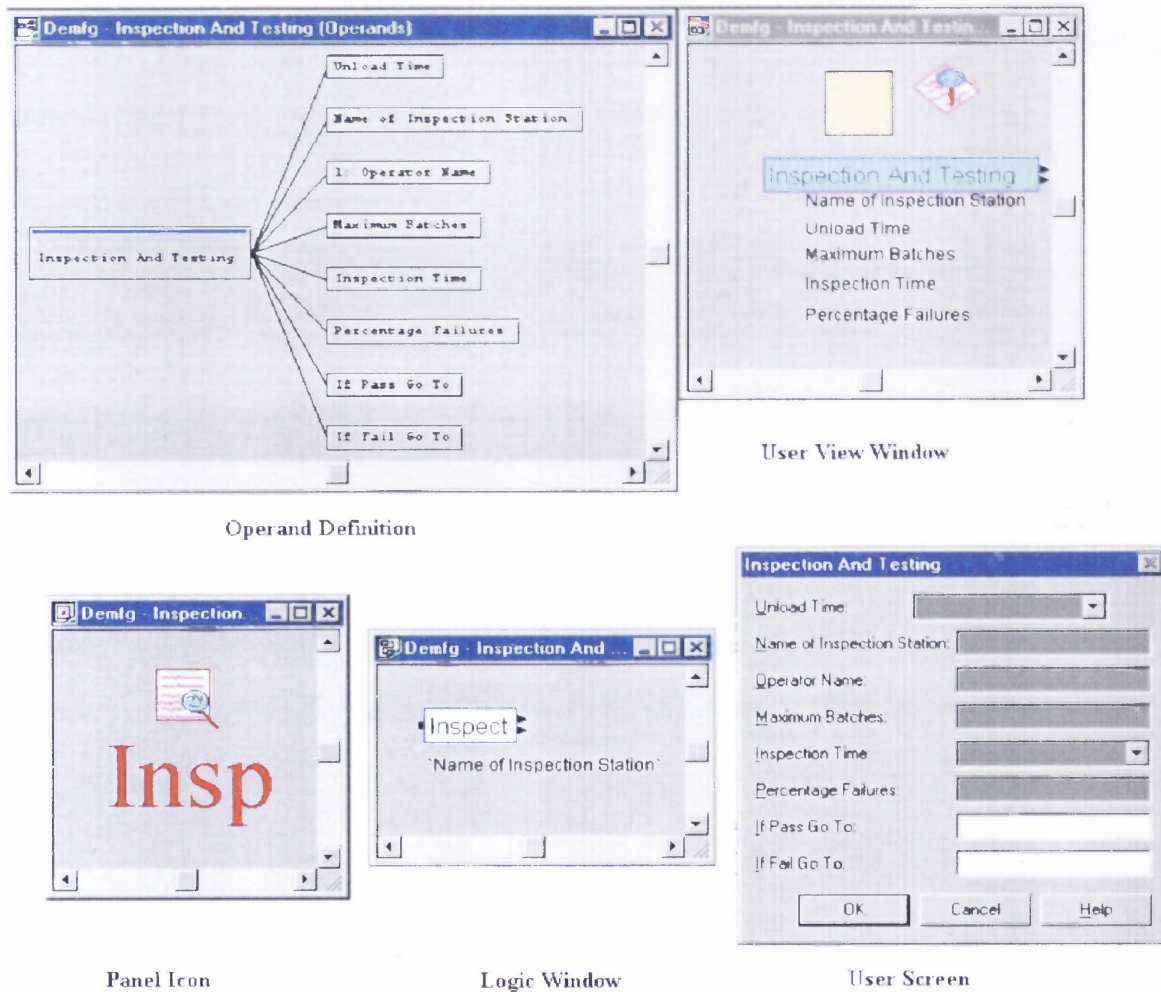 Demfg - Inspection And Testing (Operands)
Unload Time
Name of Inspection Station
1: Operator Name
Maximum Batches
Inspection And Testing
Inspection Time
Percentage Failures
If Pass Go To
If Fail Go To
Operand Definition
Demfg - Inspection And Testin...
Inspection And Testing
Name of Inspection Station
Unload Time
Maximum Batches
Inspection Time
Percentage Failures
User View Window
Demfg - Inspection...
Insp
Panel Icon
Demfg - Inspection And ...
Inspect
`Name of Inspection Station`
Logic Window
Inspection And Testing
Unload Time:
Name of Inspection Station:
Operator Name:
Maximum Batches:
Inspection Time:
Percentage Failures:
If Pass Go To:
If Fail Go To:
OK
Cancel
Help
User Screen